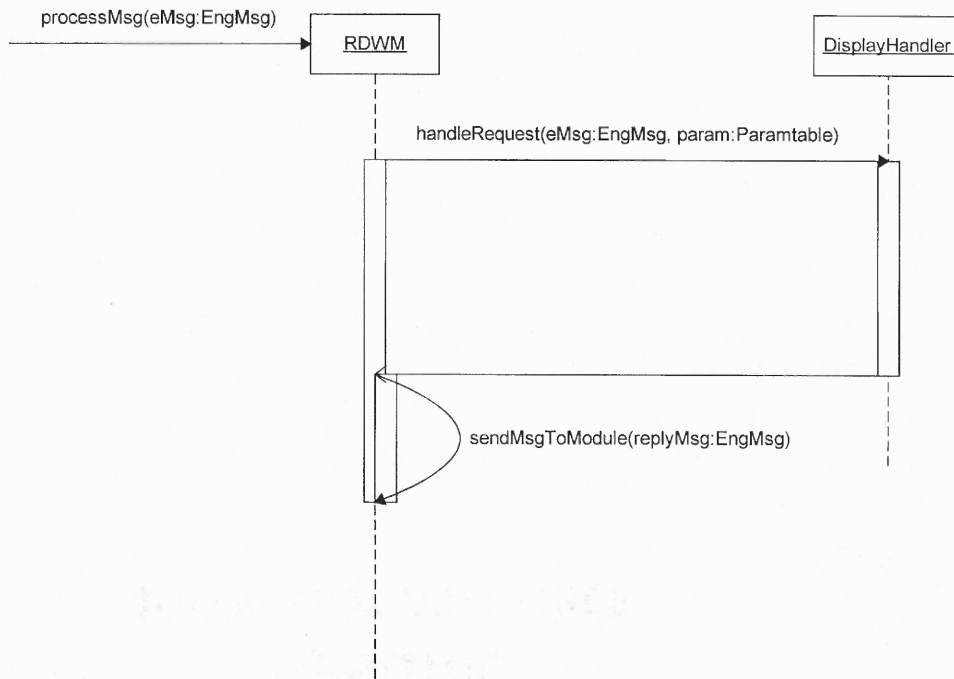 processMsg(eMsg:EngMsg)
RDWM
DisplayHandler
handleRequest(eMsg:EngMsg, param:Paramtable)
sendMsgToModule(replyMsg:EngMsg)